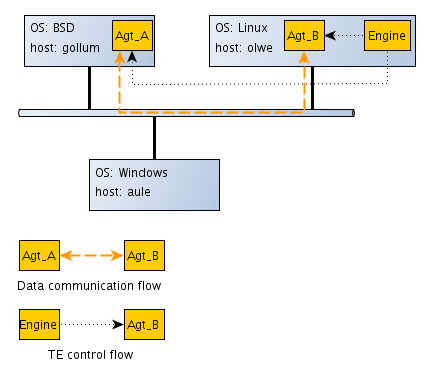 OS: BSD
host: gollum
Agt_A
OS: Linux
host: olwe
Agt_B
Engine
OS: Windows
host: aule
Agt_A
Agt_B
Data communication flow
Engine
Agt_B
TE control flow